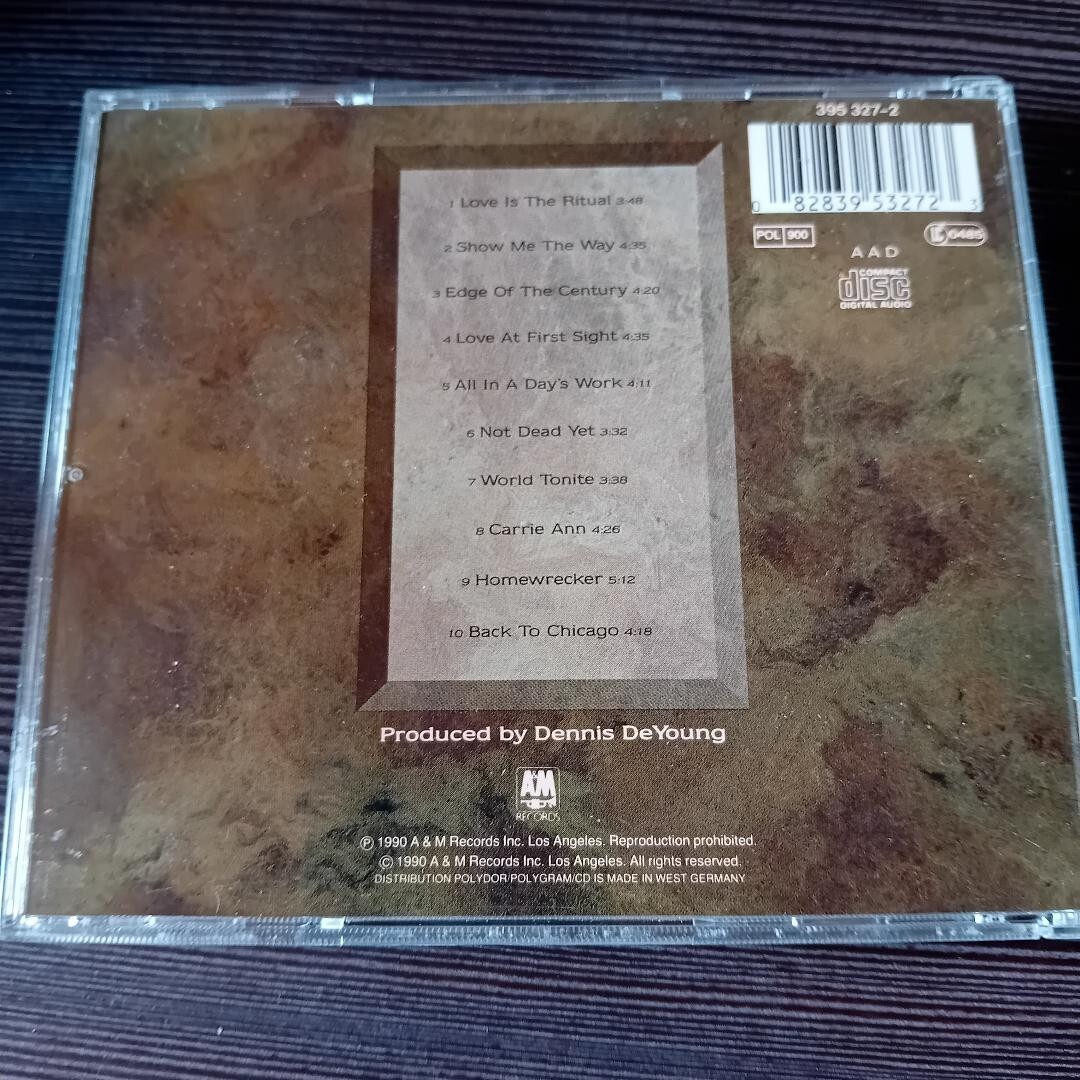 395 327-2
0 82839 53272 3
POL 900
LC 0485
AAD
COMPACT
disc
DIGITAL AUDIO
1 Love Is The Ritual 3:48
2 Show Me The Way 4:35
3 Edge Of The Century 4:20
4 Love At First Sight 4:35
5 All In A Day's Work 4:11
6 Not Dead Yet 3:32
7 World Tonite 3:38
8 Carrie Ann 4:26
9 Homewrecker 5:12
10 Back To Chicago 4:18
Produced by Dennis DeYoung
A&M
RECORDS
℗ 1990 A & M Records Inc. Los Angeles. Reproduction prohibited.
© 1990 A & M Records Inc. Los Angeles. All rights reserved.
DISTRIBUTION POLYDOR/POLYGRAM/CD IS MADE IN WEST GERMANY